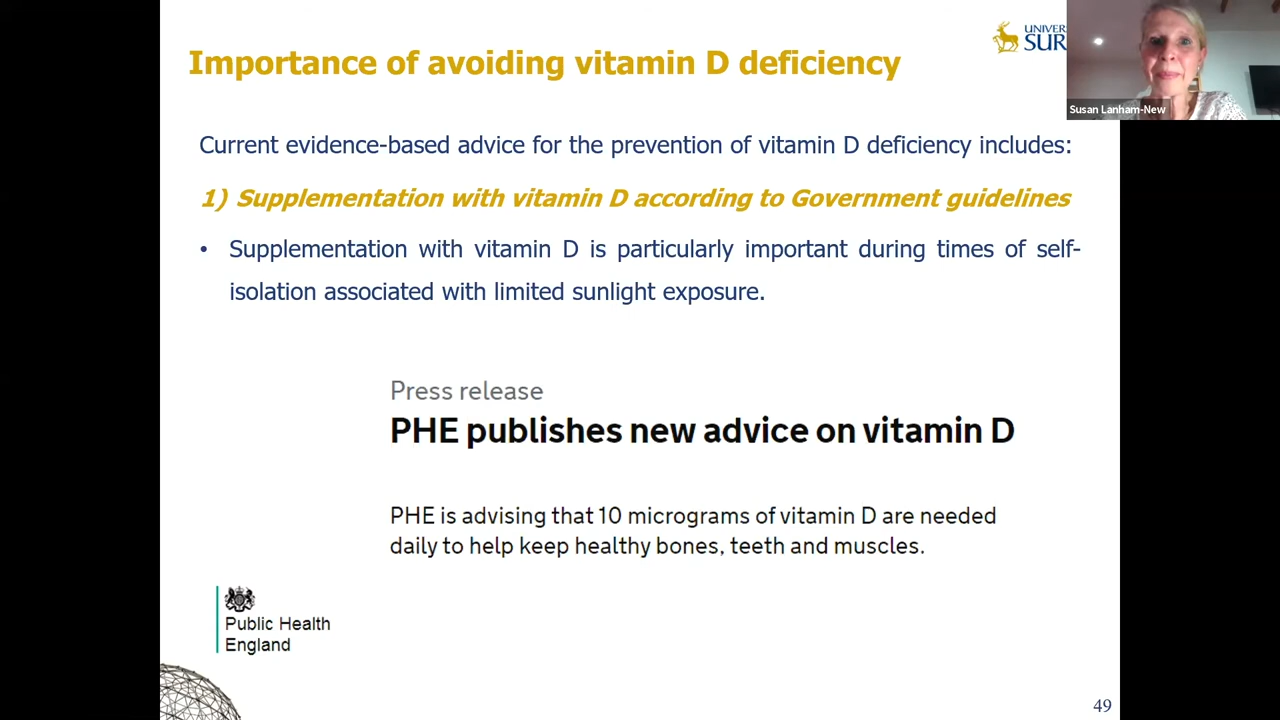 Importance of avoiding vitamin D deficiency
Susan Lanham-New
Current evidence-based advice for the prevention of vitamin D deficiency includes:
1) Supplementation with vitamin D according to Government guidelines
• Supplementation with vitamin D is particularly important during times of self-
isolation associated with limited sunlight exposure.
Press release
PHE publishes new advice on vitamin D
PHE is advising that 10 micrograms of vitamin D are needed
daily to help keep healthy bones, teeth and muscles.
Public Health
England
49